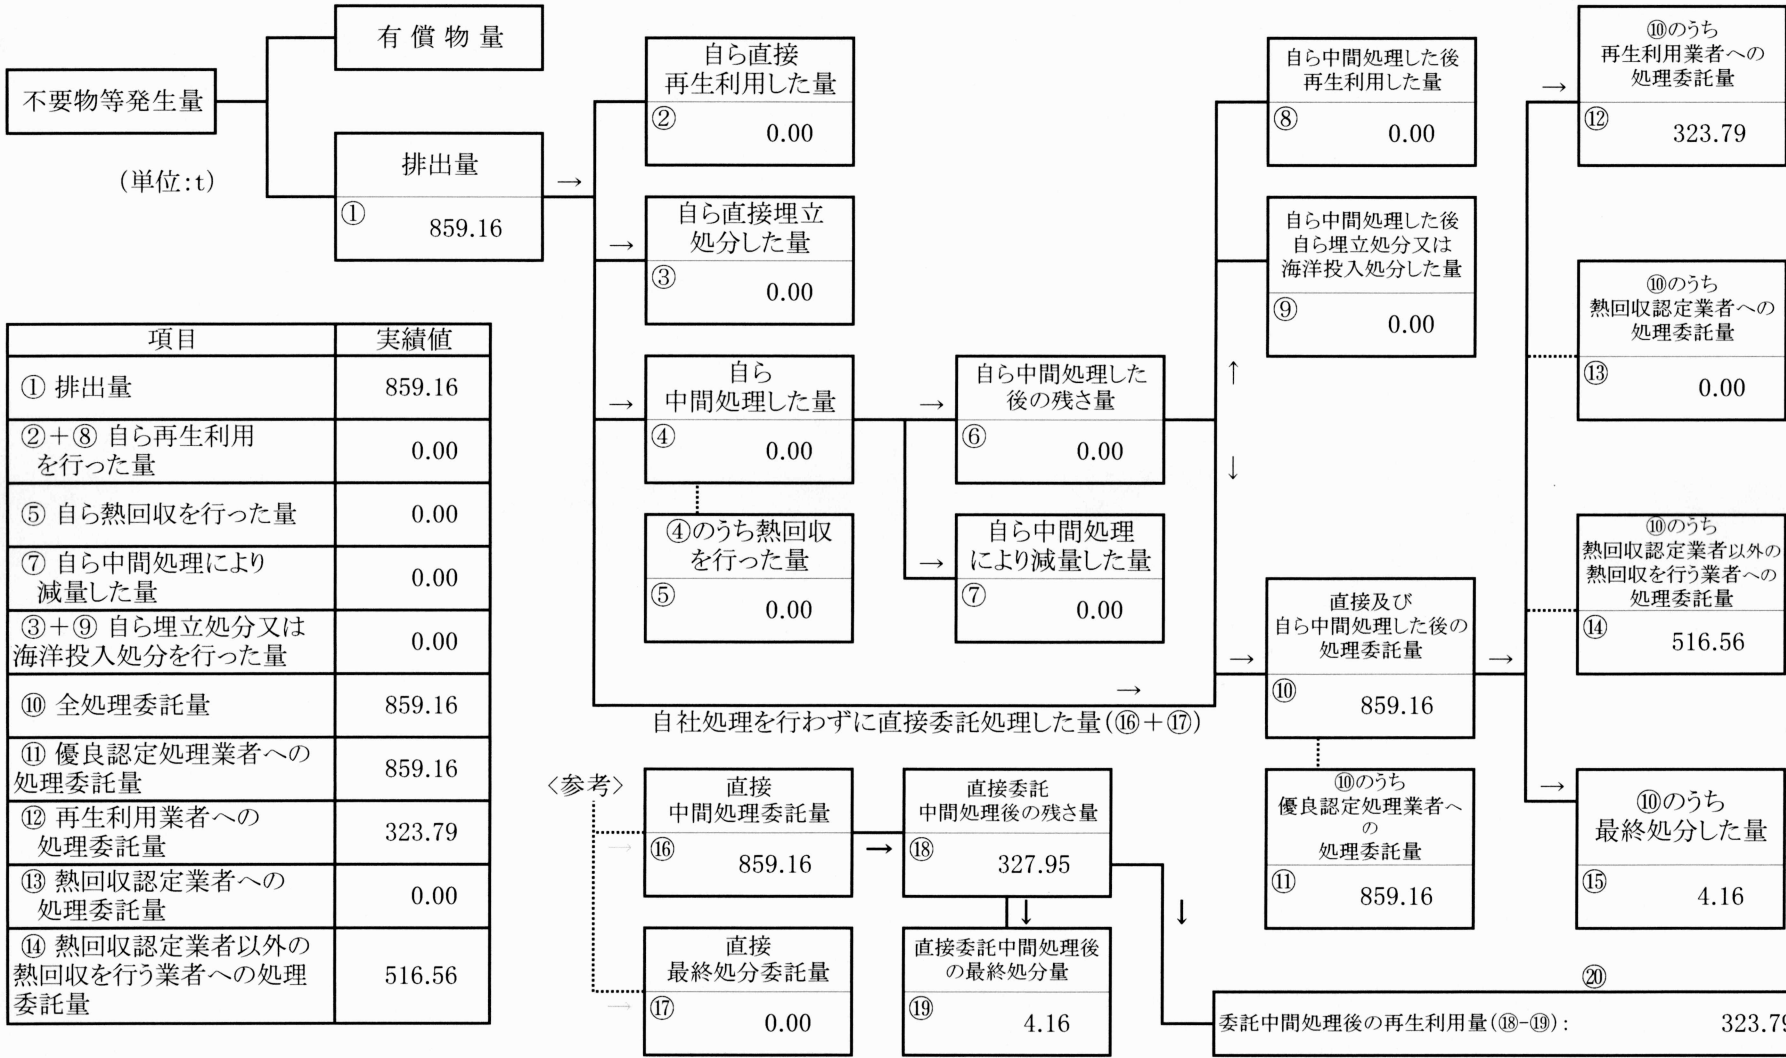 不要物等発生量
(単位:t)
有償物量
排出量
① 859.16
自ら直接
再生利用した量
② 0.00
自ら直接埋立
処分した量
③ 0.00
自ら
中間処理した量
④ 0.00
④のうち熱回収
を行った量
⑤ 0.00
自ら中間処理した
後の残さ量
⑥ 0.00
自ら中間処理
により減量した量
⑦ 0.00
自ら中間処理した後
再生利用した量
⑧ 0.00
自ら中間処理した後
自ら埋立処分又は
海洋投入処分した量
⑨ 0.00
直接及び
自ら中間処理した後の
処理委託量
⑩ 859.16
⑩のうち
優良認定処理業者へ
の
処理委託量
⑪ 859.16
⑩のうち
再生利用業者への
処理委託量
⑫ 323.79
⑩のうち
熱回収認定業者への
処理委託量
⑬ 0.00
⑩のうち
熱回収認定業者以外の
熱回収を行う業者への
処理委託量
⑭ 516.56
⑩のうち
最終処分した量
⑮ 4.16
自社処理を行わずに直接委託処理した量(⑯+⑰)
〈参考〉
直接
中間処理委託量
⑯ 859.16
直接
最終処分委託量
⑰ 0.00
直接委託
中間処理後の残さ量
⑱ 327.95
直接委託中間処理後
の最終処分量
⑲ 4.16
⑳
委託中間処理後の再生利用量(⑱-⑲): 323.79
項目 実績値
① 排出量 859.16
②+⑧ 自ら再生利用
を行った量 0.00
⑤ 自ら熱回収を行った量 0.00
⑦ 自ら中間処理により
減量した量 0.00
③+⑨ 自ら埋立処分又は
海洋投入処分を行った量 0.00
⑩ 全処理委託量 859.16
⑪ 優良認定処理業者への
処理委託量 859.16
⑫ 再生利用業者への
処理委託量 323.79
⑬ 熱回収認定業者への
処理委託量 0.00
⑭ 熱回収認定業者以外の
熱回収を行う業者への処理
委託量 516.56